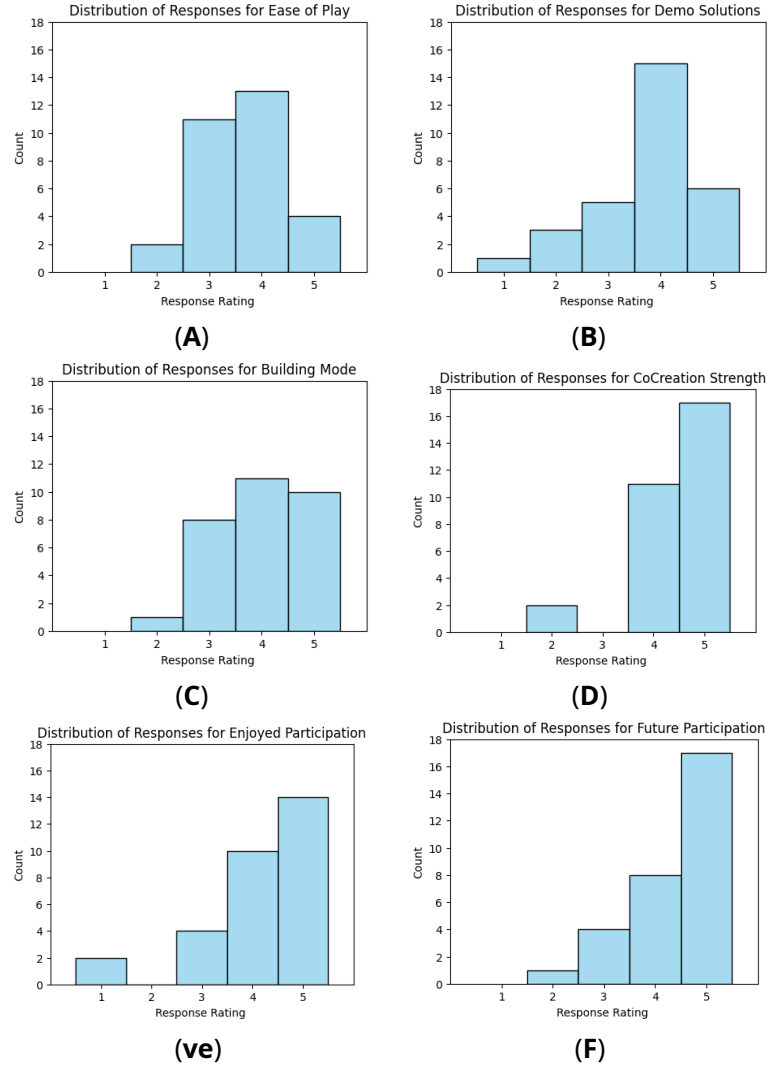 Distribution of Responses for Ease of Play
18
16
14
12
10
8
6
4
2
0
Count
1 2 3 4 5
Response Rating
(A)
Distribution of Responses for Demo Solutions
18
16
14
12
10
8
6
4
2
0
Count
1 2 3 4 5
Response Rating
(B)
Distribution of Responses for Building Mode
18
16
14
12
10
8
6
4
2
0
Count
1 2 3 4 5
Response Rating
(C)
Distribution of Responses for CoCreation Strength
18
16
14
12
10
8
6
4
2
0
Count
1 2 3 4 5
Response Rating
(D)
Distribution of Responses for Enjoyed Participation
18
16
14
12
10
8
6
4
2
0
Count
1 2 3 4 5
Response Rating
(ve)
Distribution of Responses for Future Participation
18
16
14
12
10
8
6
4
2
0
Count
1 2 3 4 5
Response Rating
(F)